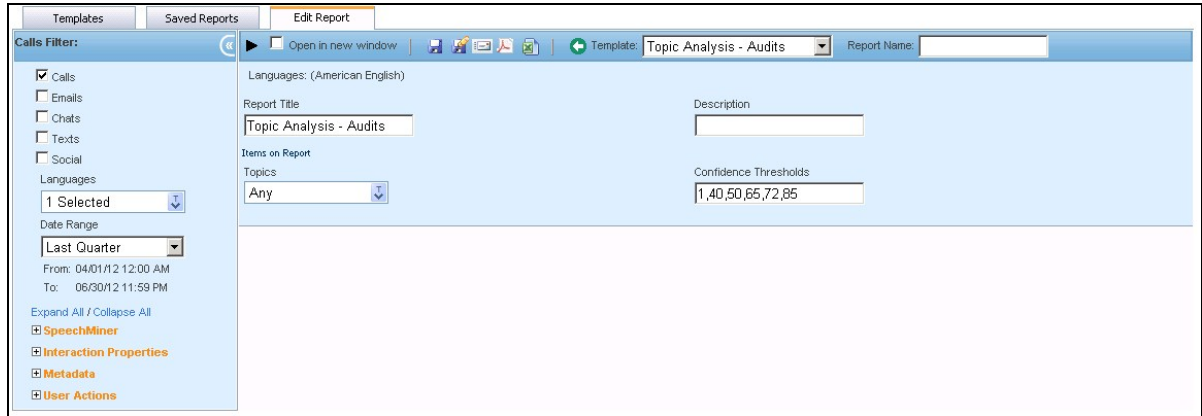 Templates
Saved Reports
Edit Report
Calls Filter:
Open in new window
Template: Topic Analysis - Audits
Report Name:
Calls
Emails
Chats
Texts
Social
Languages
1 Selected
Date Range
Last Quarter
From: 04/01/12 12:00 AM
To: 06/30/12 11:59 PM
Expand All / Collapse All
SpeechMiner
Interaction Properties
Metadata
User Actions
Languages: (American English)
Report Title
Description
Topic Analysis - Audits
Items on Report
Topics
Confidence Thresholds
Any
1,40,50,65,72,85